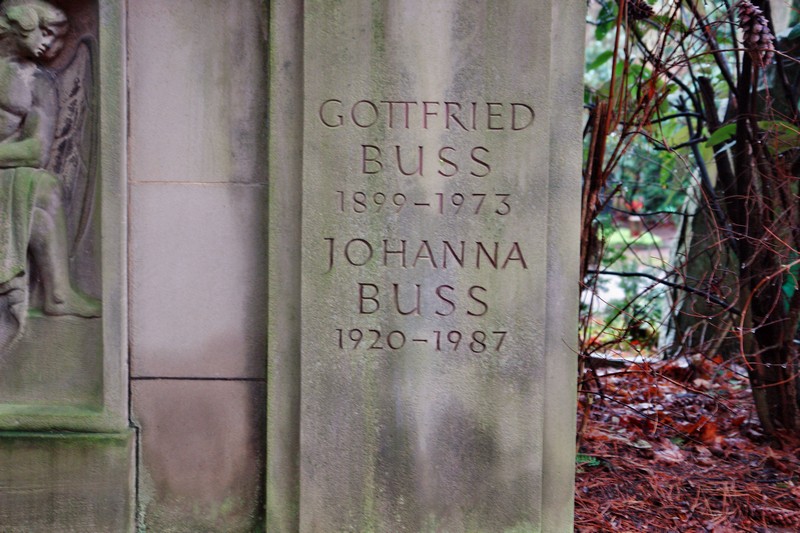 GOTTFRIED
BUSS
1899–1973
JOHANNA
BUSS
1920–1987